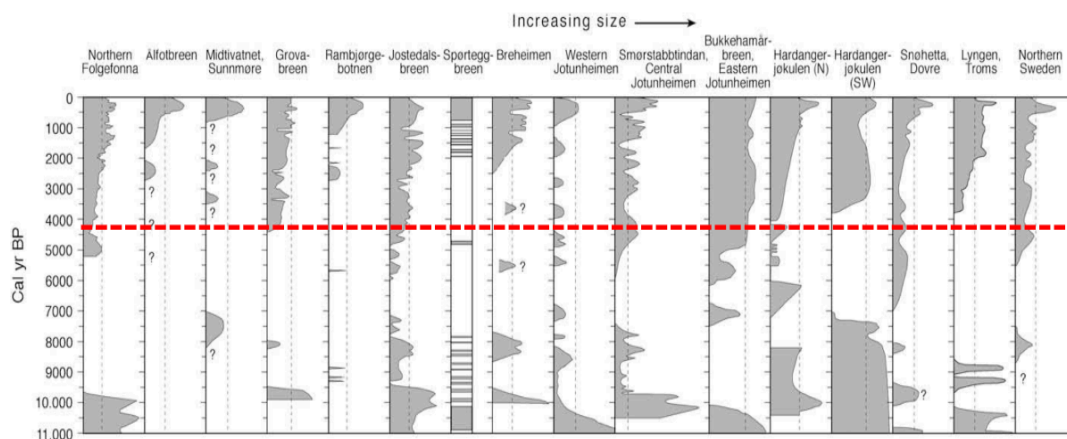 Increasing size
Northern
Folgefonna
Ålfotbreen
Midtivatnet,
Sunnmøre
Grova-
breen
Rambjørgs-
botnen
Jostedals-
breen
Spørtegg-
breen
Breheimen
Western
Jotunheimen
Smørstabbtindan,
Central
Jotunheimen
Bukkehamår-
breen,
Eastern
Jotunheimen
Hardanger-
jøkulen (N)
Hardanger-
jøkulen
(SW)
Snøhetta,
Dovre
Lyngen,
Troms
Northern
Sweden
Cal yr BP
0
1000
2000
3000
4000
5000
6000
7000
8000
9000
10.000
11.000
?
?
?
?
?
?
?
?
?
?
?
?